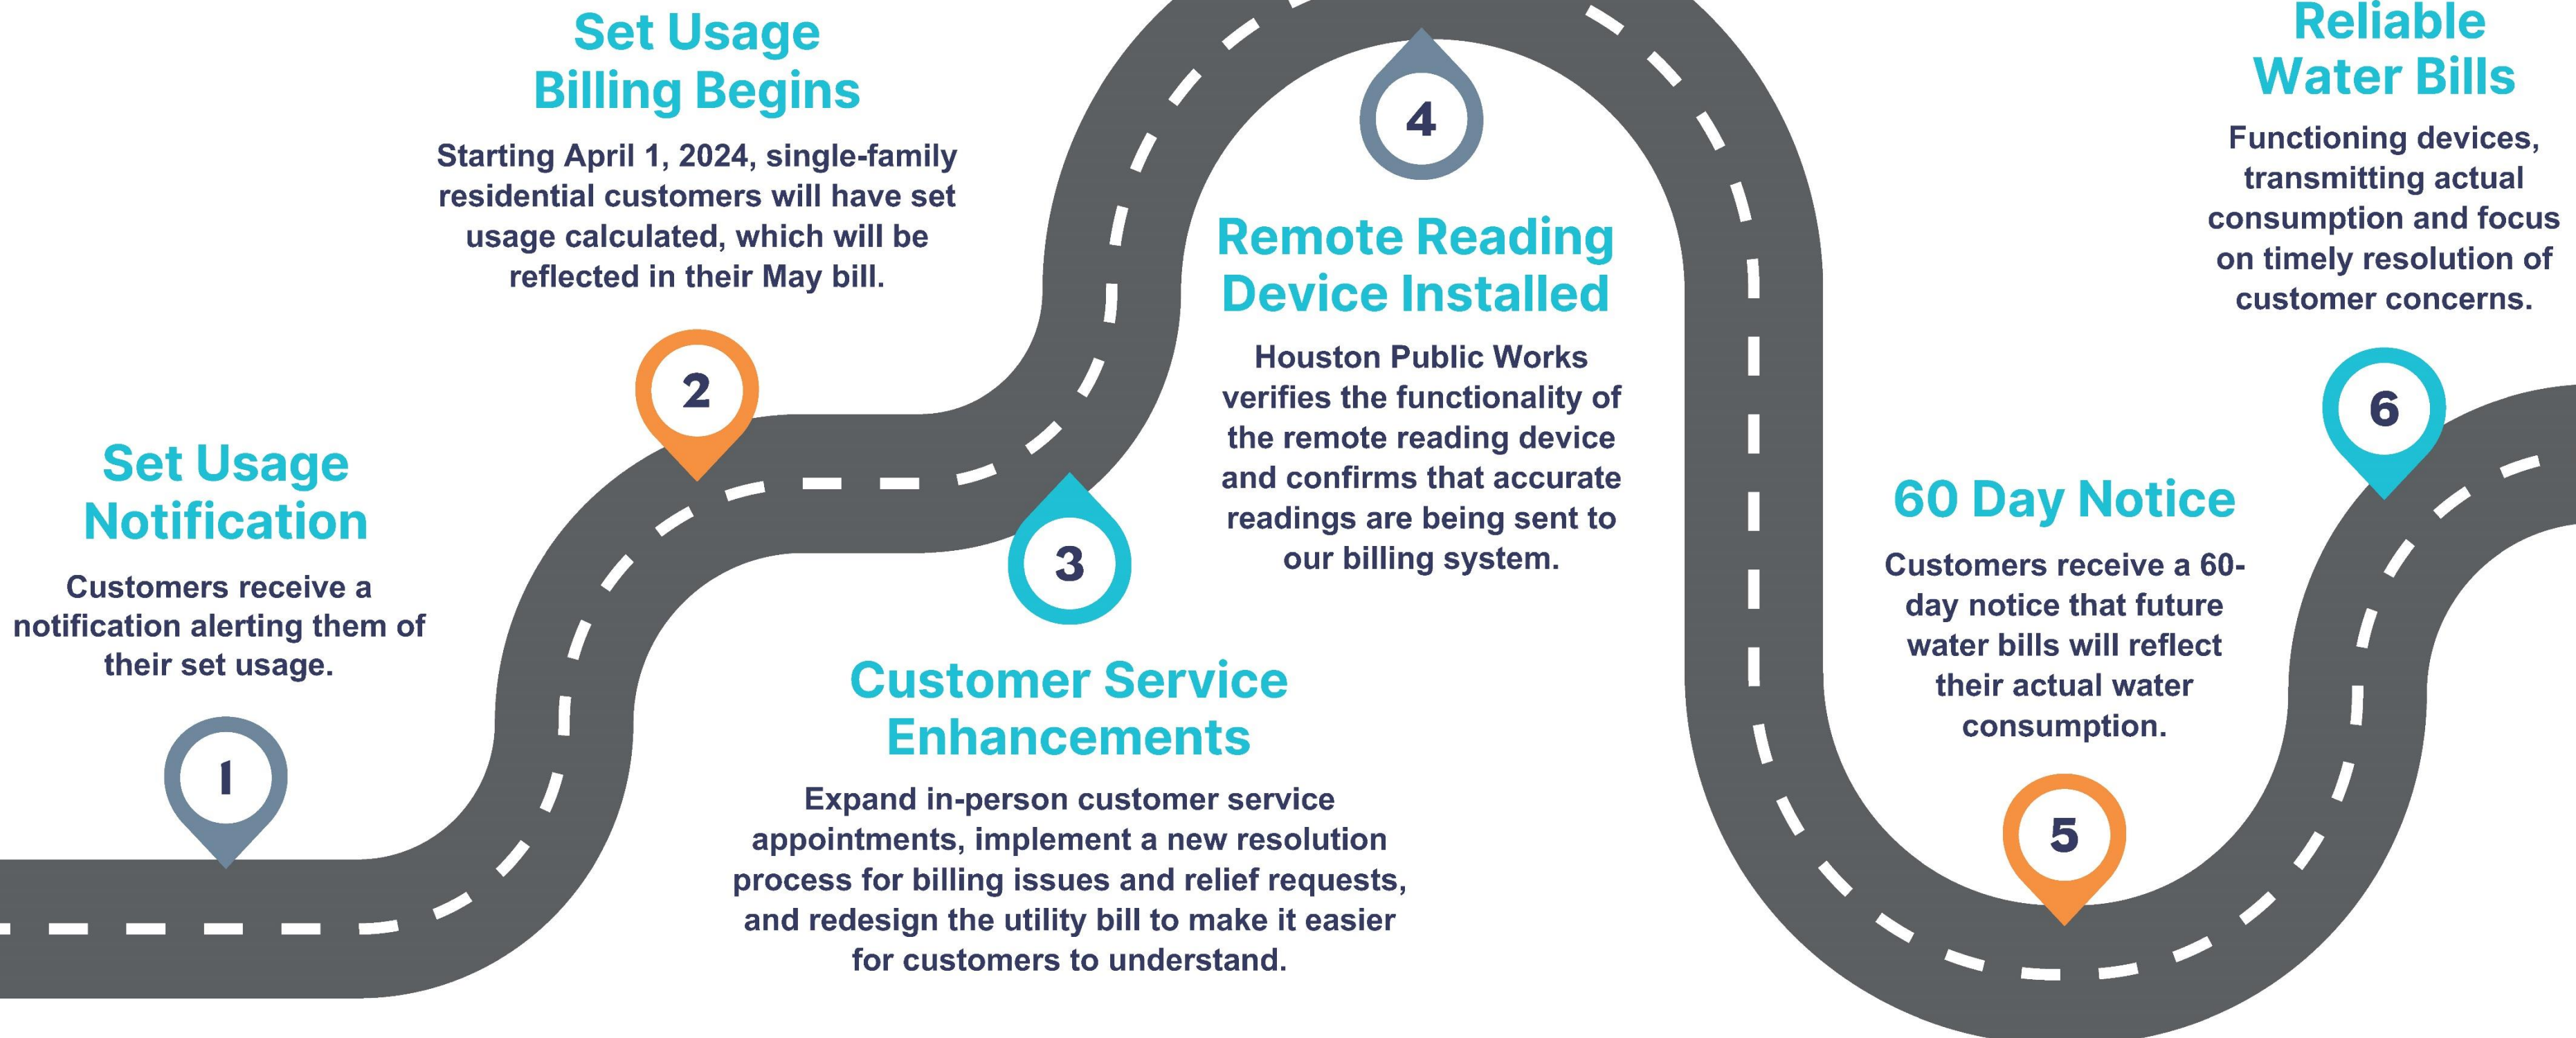 Set Usage
Notification
Customers receive a
notification alerting them of
their set usage.
1
Set Usage
Billing Begins
Starting April 1, 2024, single-family
residential customers will have set
usage calculated, which will be
reflected in their May bill.
2
3
Customer Service
Enhancements
Expand in-person customer service
appointments, implement a new resolution
process for billing issues and relief requests,
and redesign the utility bill to make it easier
for customers to understand.
4
Remote Reading
Device Installed
Houston Public Works
verifies the functionality of
the remote reading device
and confirms that accurate
readings are being sent to
our billing system.
60 Day Notice
Customers receive a 60-
day notice that future
water bills will reflect
their actual water
consumption.
5
Reliable
Water Bills
Functioning devices,
transmitting actual
consumption and focus
on timely resolution of
customer concerns.
6